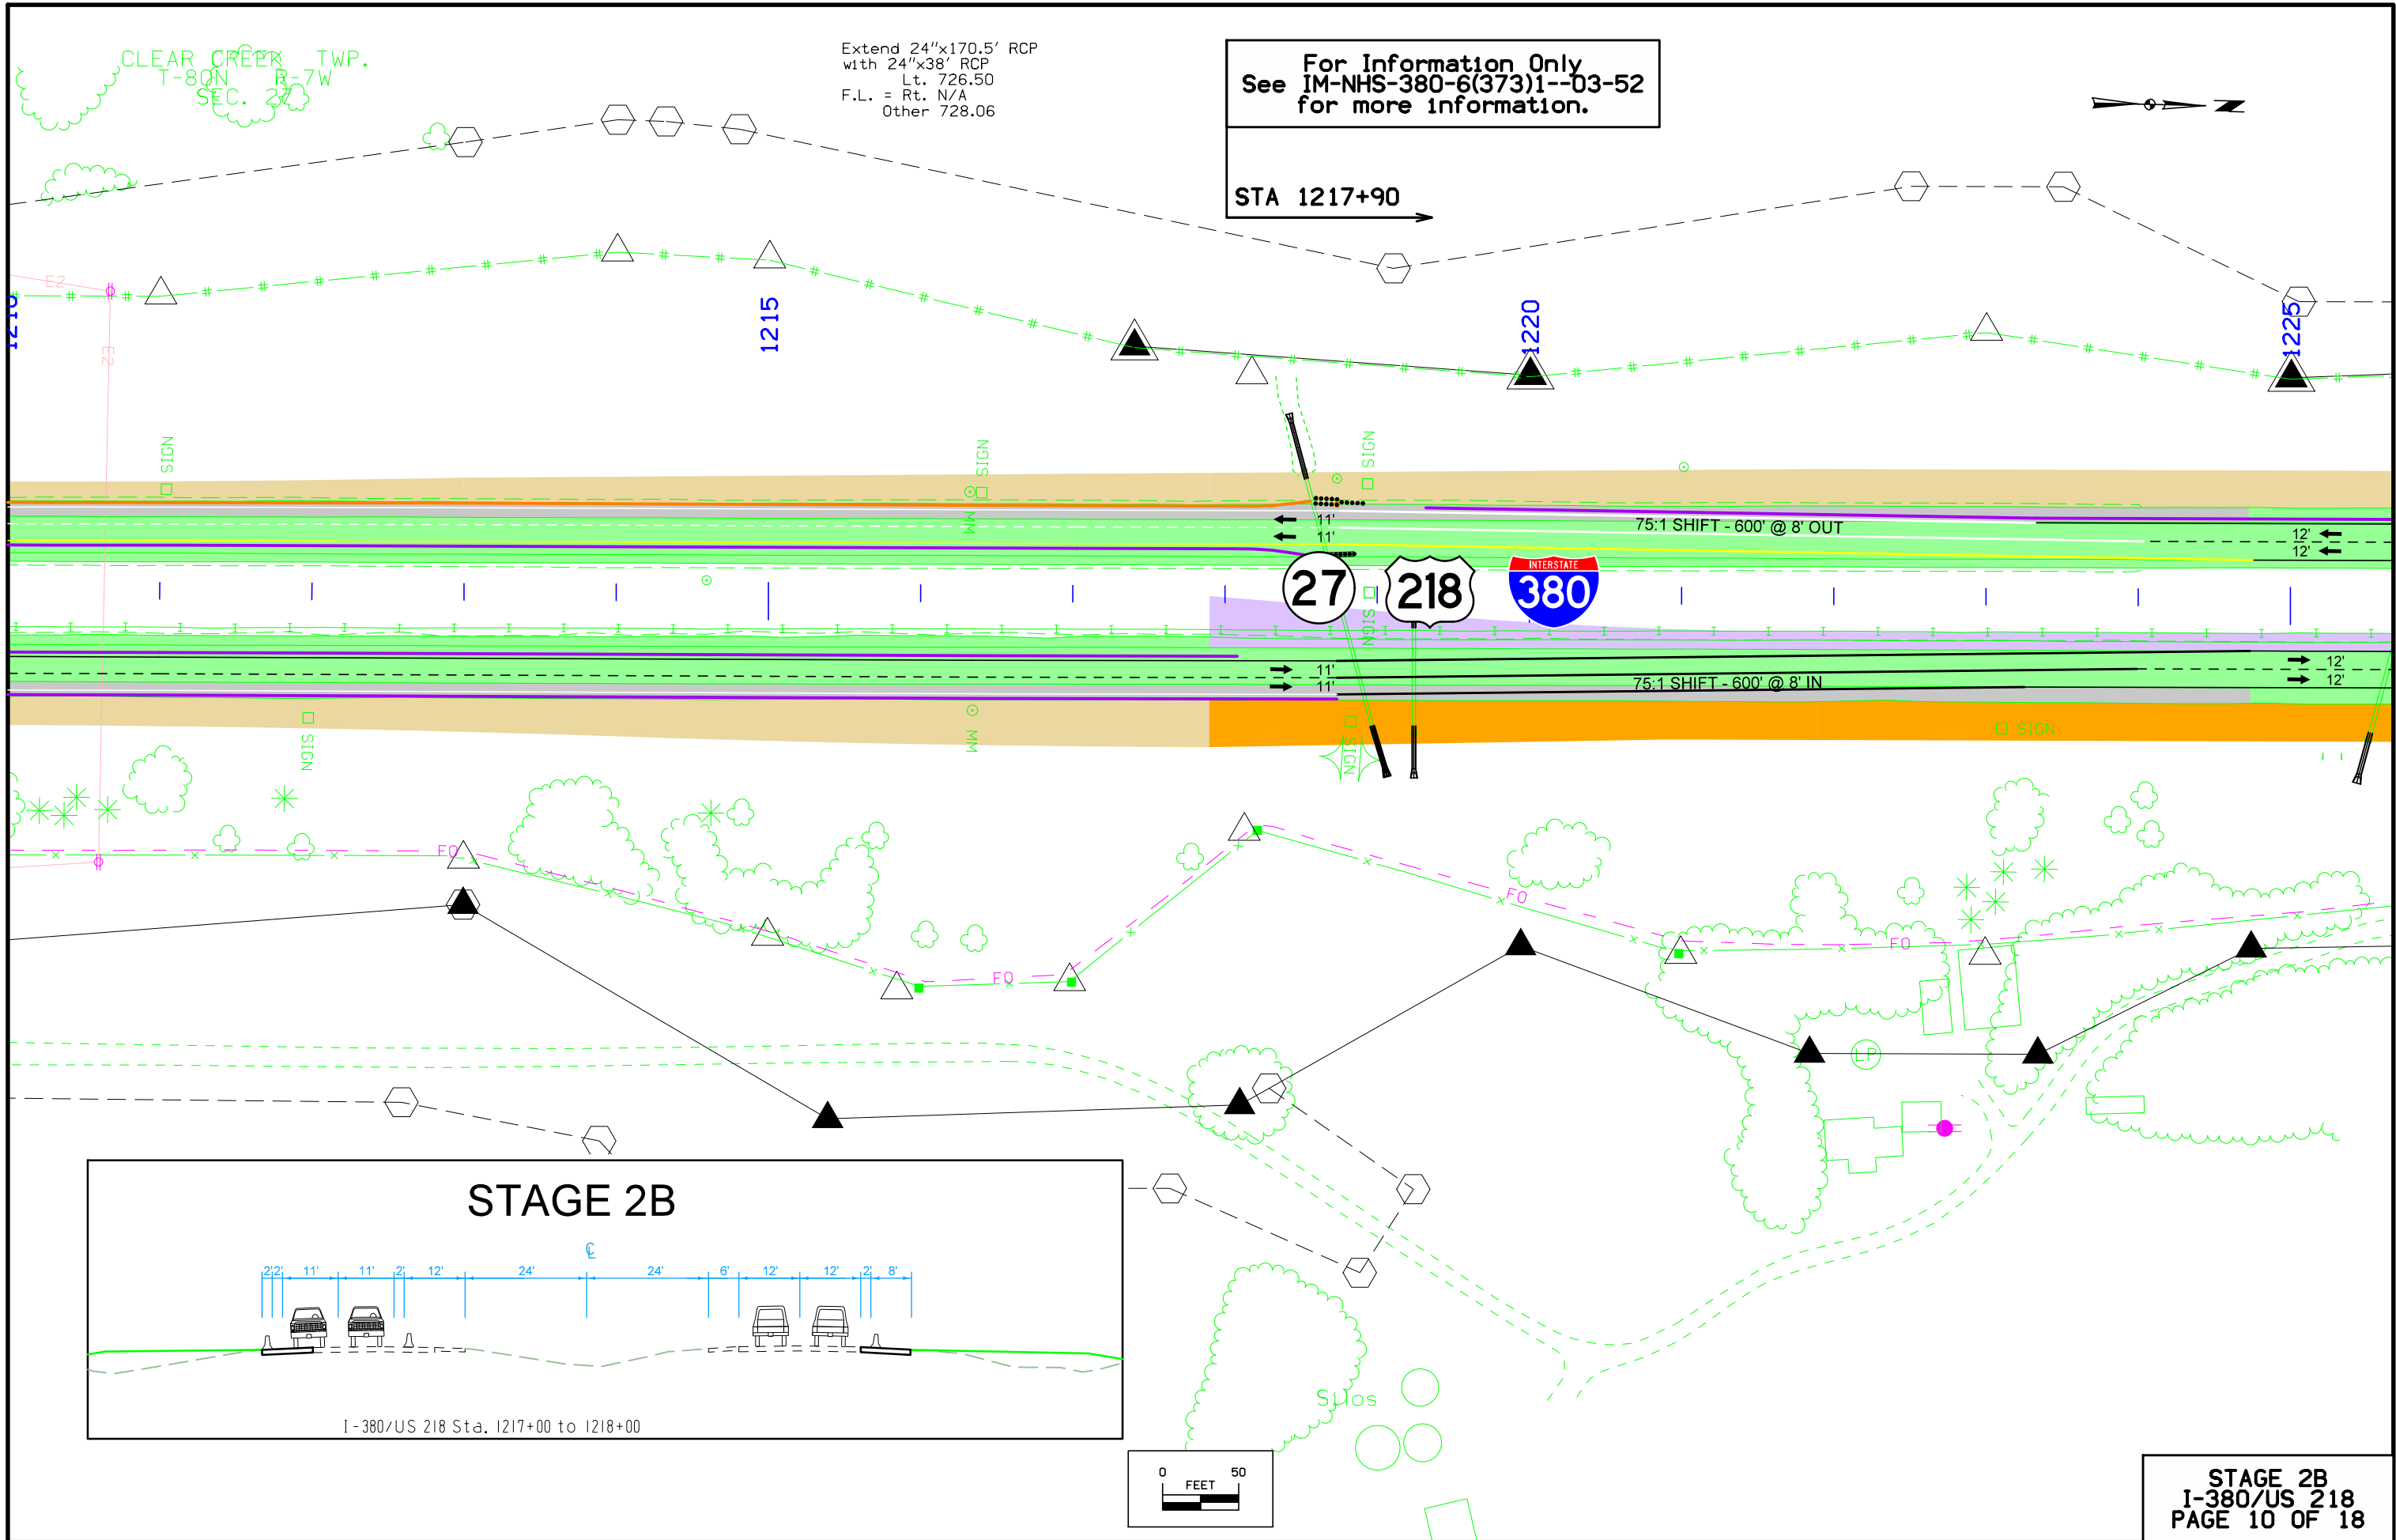 CLEAR CREEK TWP.
T-80N R-7W
SEC. 27
Extend 24"x170.5' RCP
with 24"x38' RCP
Lt. 726.50
F.L. = Rt. N/A
Other 728.06
For Information Only
See IM-NHS-380-6(373)1--03-52
for more information.
STA 1217+90
E2
E2
1210
1215
1220
1225
SIGN
SIGN
SIGN
MM
11'
11'
75:1 SHIFT - 600' @ 8' OUT
12'
12'
27
218
INTERSTATE
380
SIGN
11'
11'
75:1 SHIFT - 600' @ 8' IN
12'
12'
SIGN
MM
SIGN
SIGN
FO
FO
FO
FO
LP
Silos
STAGE 2B
CL
2' 2' 11' 11' 2' 12' 24' 24' 6' 12' 12' 2' 8'
I-380/US 218 Sta. 1217+00 to 1218+00
0 50
FEET
STAGE 2B
I-380/US 218
PAGE 10 OF 18